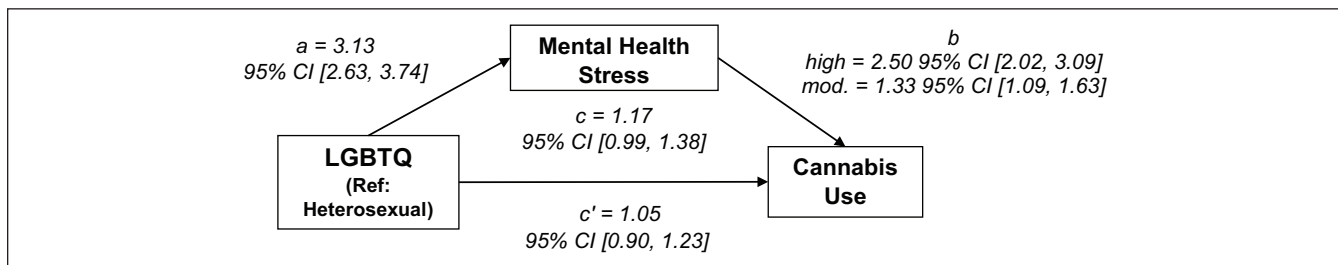 a = 3.13
95% CI [2.63, 3.74]
Mental Health
Stress
b
high = 2.50 95% CI [2.02, 3.09]
mod. = 1.33 95% CI [1.09, 1.63]
c = 1.17
95% CI [0.99, 1.38]
LGBTQ
(Ref:
Heterosexual)
Cannabis
Use
c' = 1.05
95% CI [0.90, 1.23]